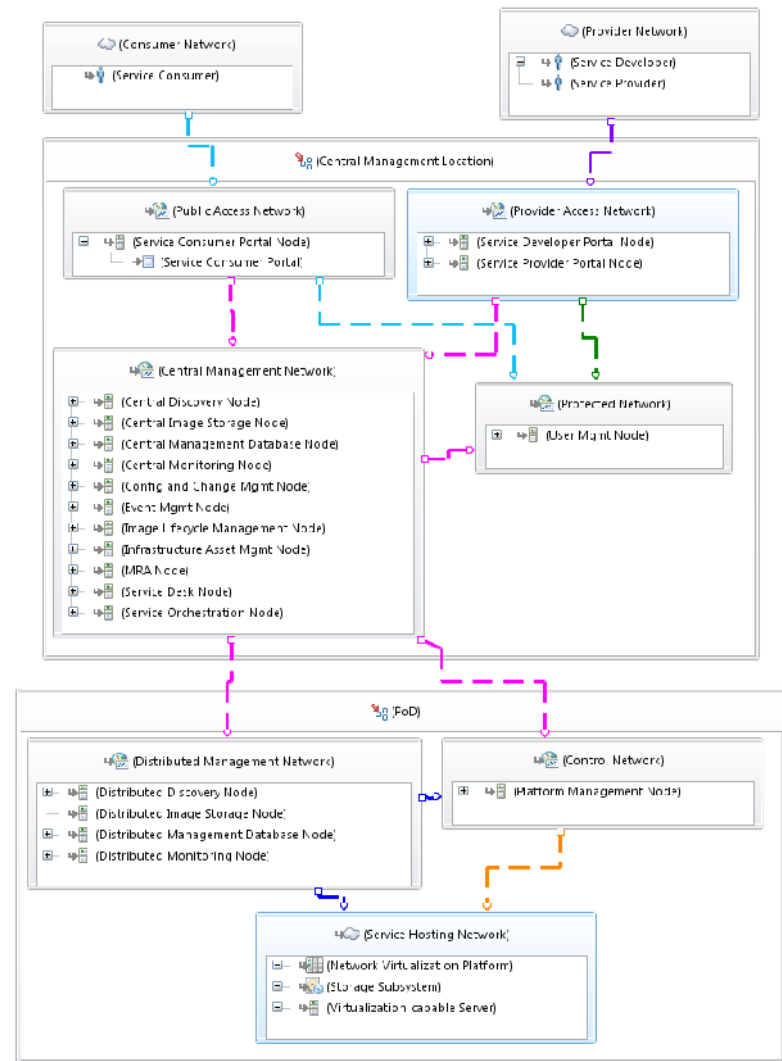 (Consumer Network)
(Service Consumer)
(Provider Network)
(Service Developer)
(Service Provider)
(Central Management Location)
(Public Access Network)
(Service Consumer Portal Node)
(Service Consumer Portal)
(Provider Access Network)
(Service Developer Portal Node)
(Service Provider Portal Node)
(Central Management Network)
(Central Discovery Node)
(Central Image Storage Node)
(Central Management Database Node)
(Central Monitoring Node)
(Config and Change Mgmt Node)
(Event Mgmt Node)
(Image Lifecycle Management Node)
(Infrastructure Asset Mgmt Node)
(MRA Node)
(Service Desk Node)
(Service Orchestration Node)
(Protected Network)
(User Mgmt Node)
(PoD)
(Distributed Management Network)
(Distributed Discovery Node)
(Distributed Image Storage Node)
(Distributed Management Database Node)
(Distributed Monitoring Node)
(Control Network)
(Platform Management Node)
(Service Hosting Network)
(Network Virtualization Platform)
(Storage Subsystem)
(Virtualization-capable Server)